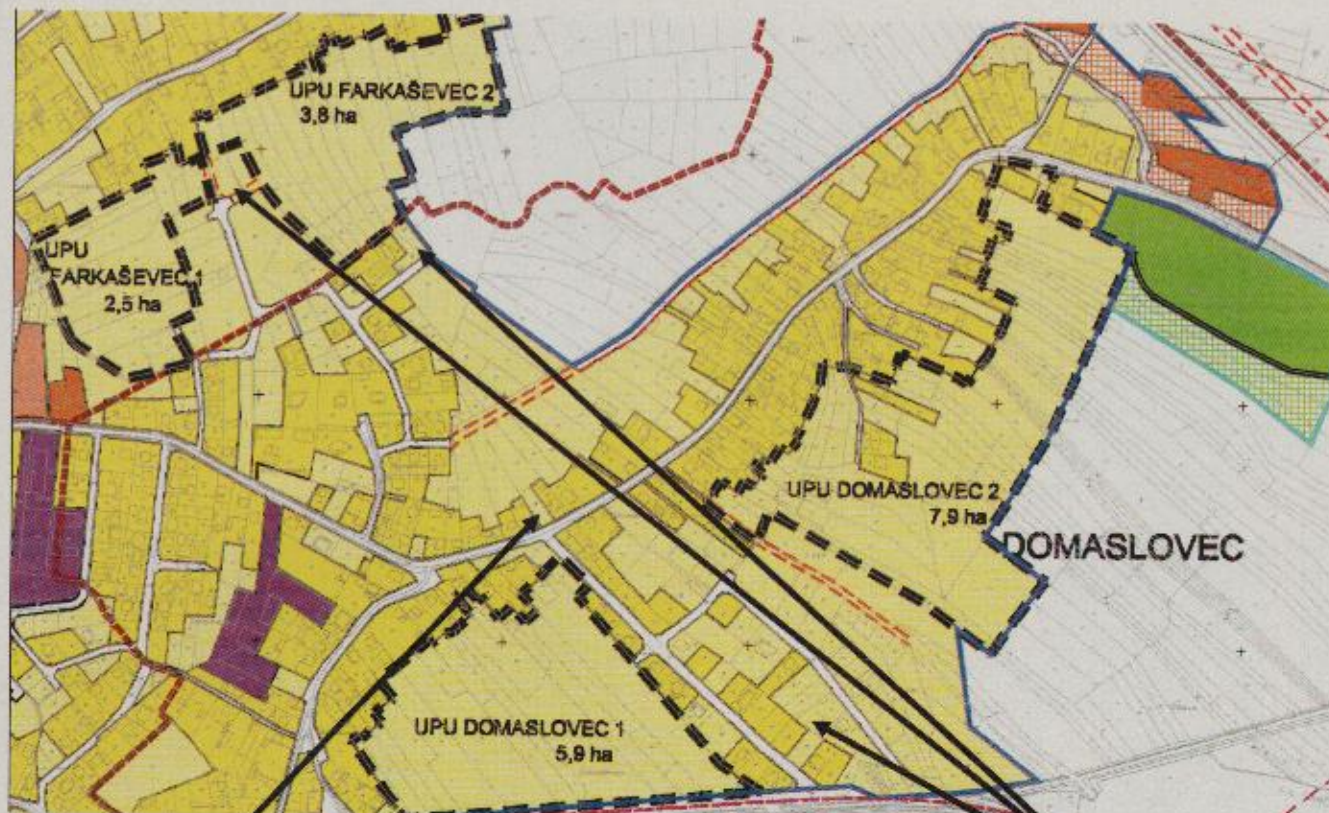 UPU FARKAŠEVEC 2
3,8 ha
UPU
FARKAŠEVEC 1
2,5 ha
UPU DOMASLOVEC 2
7,9 ha
DOMASLOVEC
UPU DOMASLOVEC 1
5,9 ha